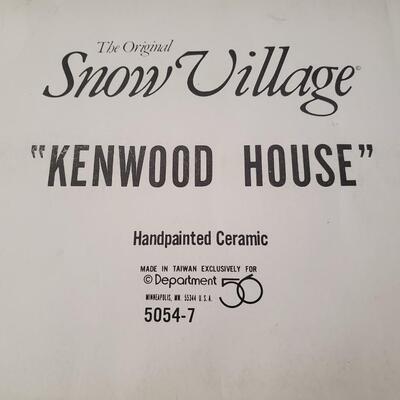 The Original
Snow Village©
"KENWOOD HOUSE"
Handpainted Ceramic
MADE IN TAIWAN EXCLUSIVELY FOR
© Department 56
MINNEAPOLIS, MN. 55344 U.S.A.
5054-7